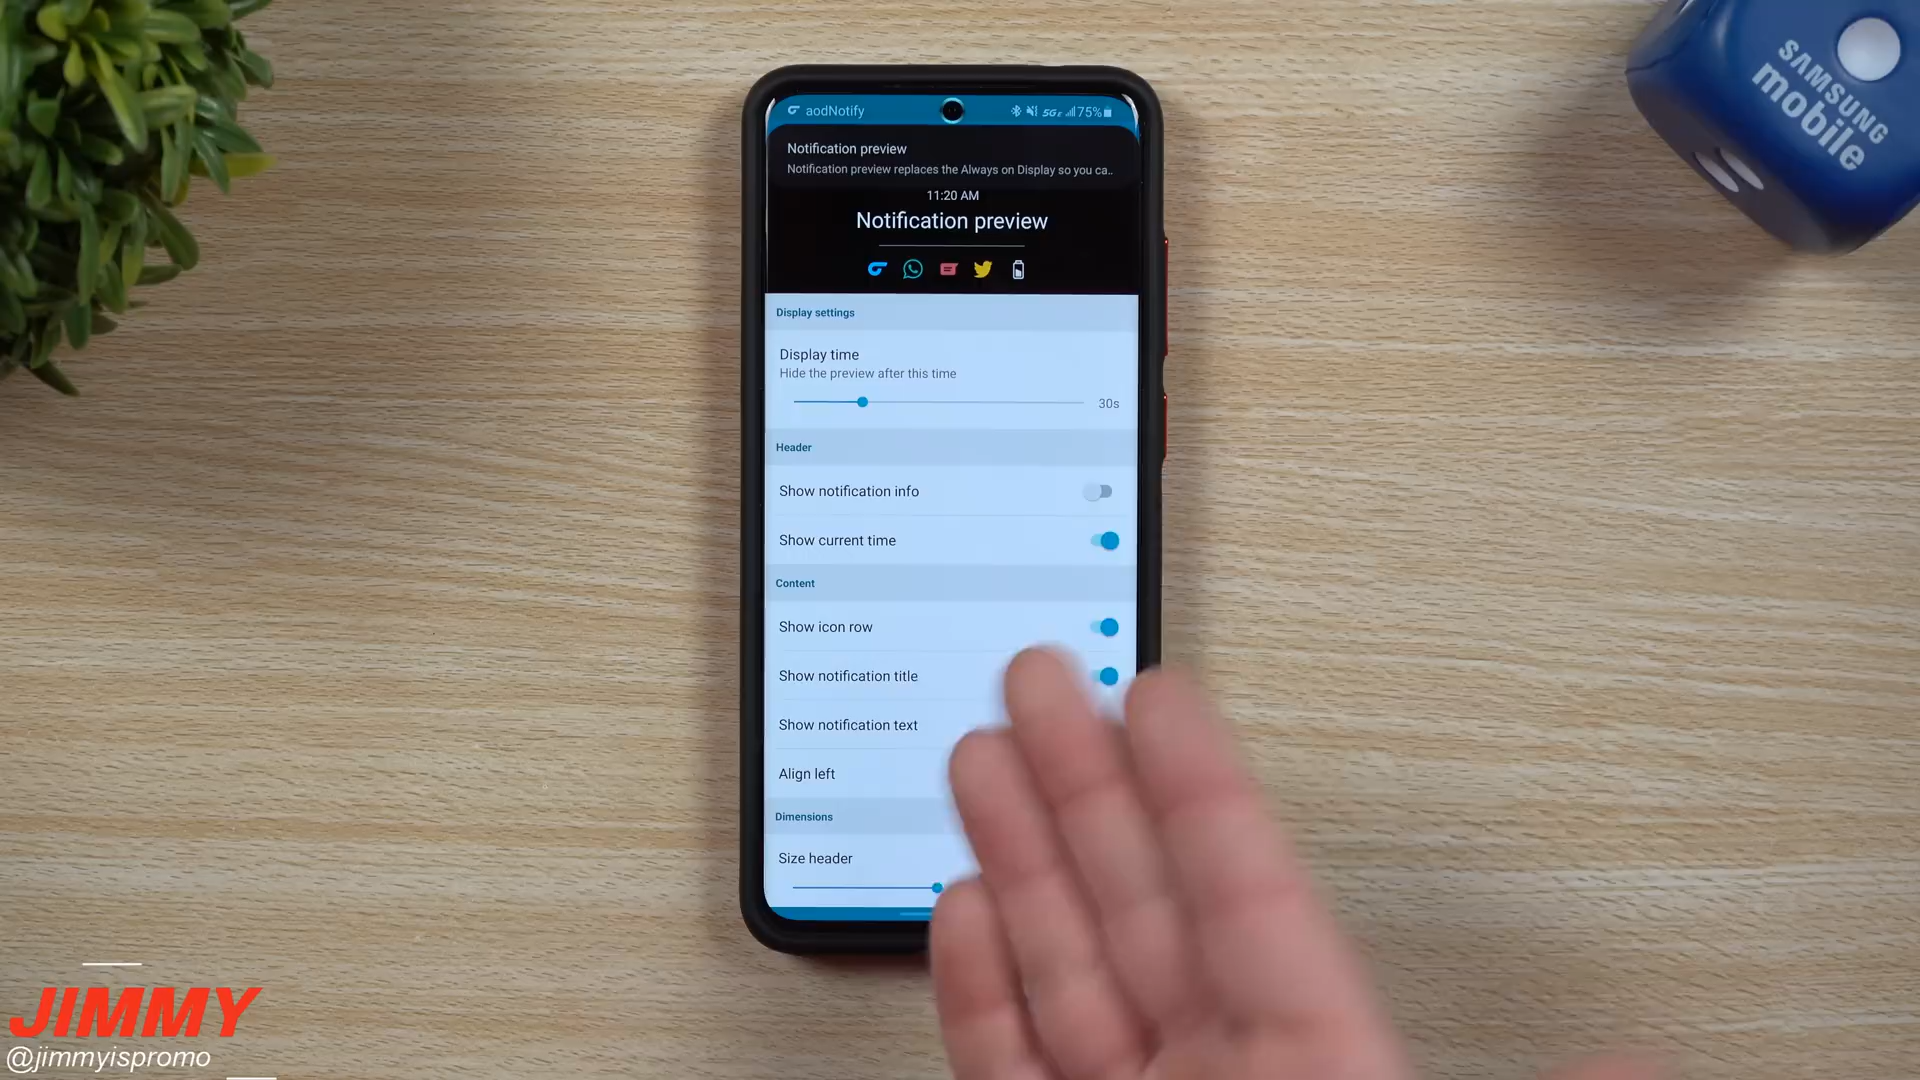 aodNotify
5GE
75%
Notification preview
Notification preview replaces the Always on Display so you ca..
11:20 AM
Notification preview
Display settings
Display time
Hide the preview after this time
30s
Header
Show notification info
Show current time
Content
Show icon row
Show notification title
Show notification text
Align left
Dimensions
Size header
SAMSUNG
mobile
JIMMY
@jimmyispromo